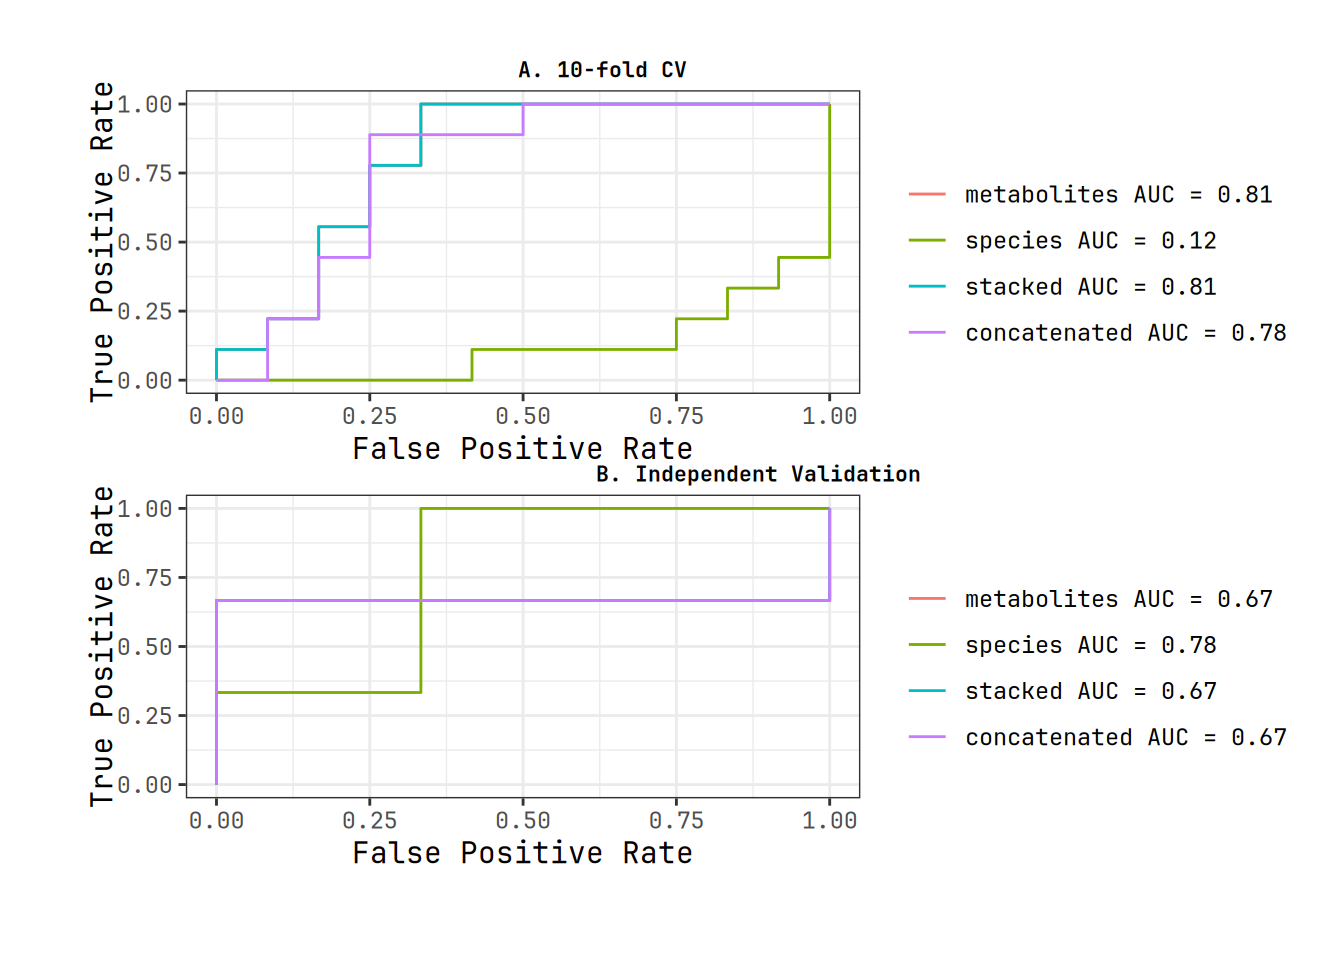 A. 10-fold CV
True Positive Rate
1.00
0.75
0.50
0.25
0.00
0.00 0.25 0.50 0.75 1.00
False Positive Rate
metabolites AUC = 0.81
species AUC = 0.12
stacked AUC = 0.81
concatenated AUC = 0.78
B. Independent Validation
True Positive Rate
1.00
0.75
0.50
0.25
0.00
0.00 0.25 0.50 0.75 1.00
False Positive Rate
metabolites AUC = 0.67
species AUC = 0.78
stacked AUC = 0.67
concatenated AUC = 0.67